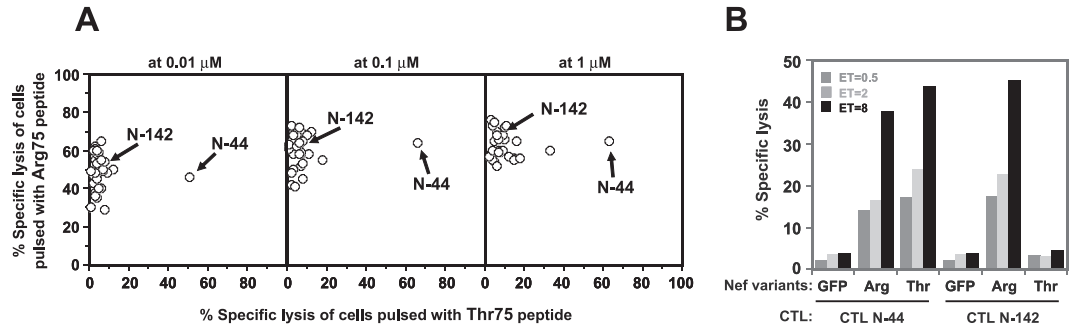 A
at 0.01 µM
at 0.1 µM
at 1 µM
% Specific lysis of cells
pulsed with Arg75 peptide
100
80
60
40
20
0
N-142
N-44
N-142
N-44
N-142
N-44
0 20 40 60 80 0 20 40 60 80 0 20 40 60 80 100
% Specific lysis of cells pulsed with Thr75 peptide
B
% Specific lysis
50
40
30
20
10
0
ET=0.5
ET=2
ET=8
Nef variants: GFP Arg Thr GFP Arg Thr
CTL: CTL N-44 CTL N-142